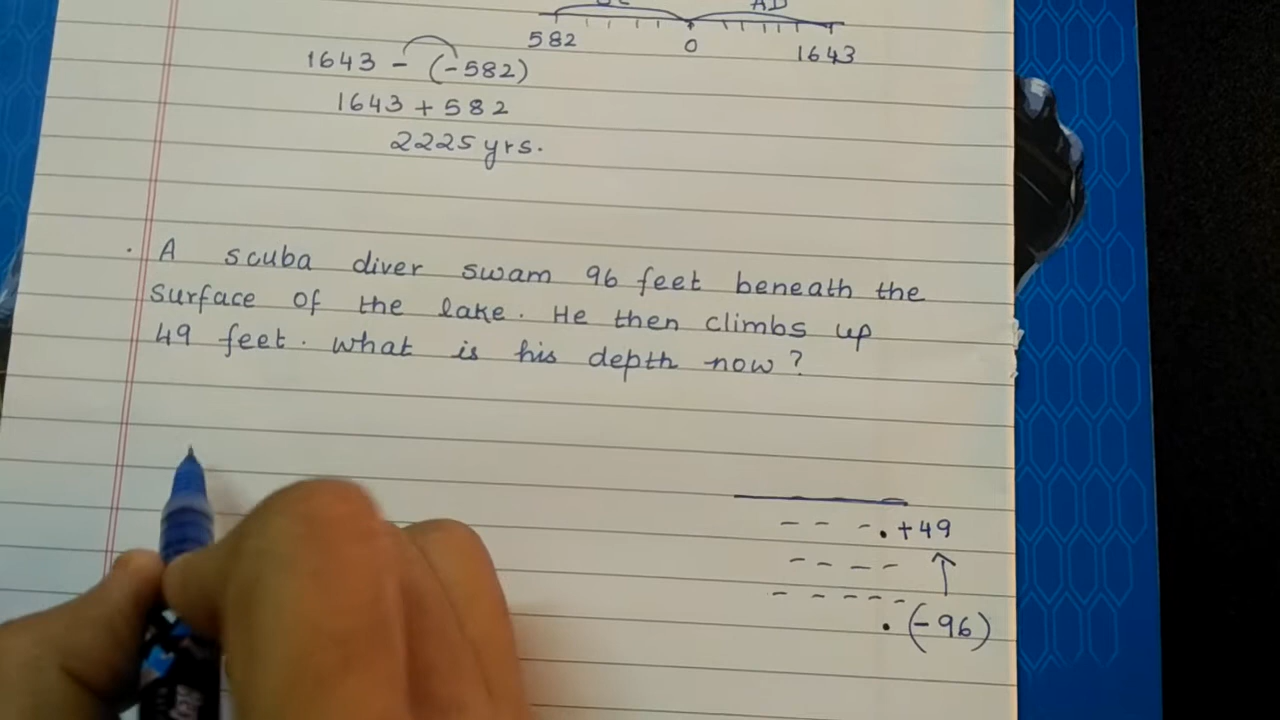 582 0 1643
1643 - (-582)
1643 + 582
2225 yrs.
. A scuba diver swam 96 feet beneath the
surface of the lake. He then climbs up
49 feet. what is his depth now?
+49
(-96)